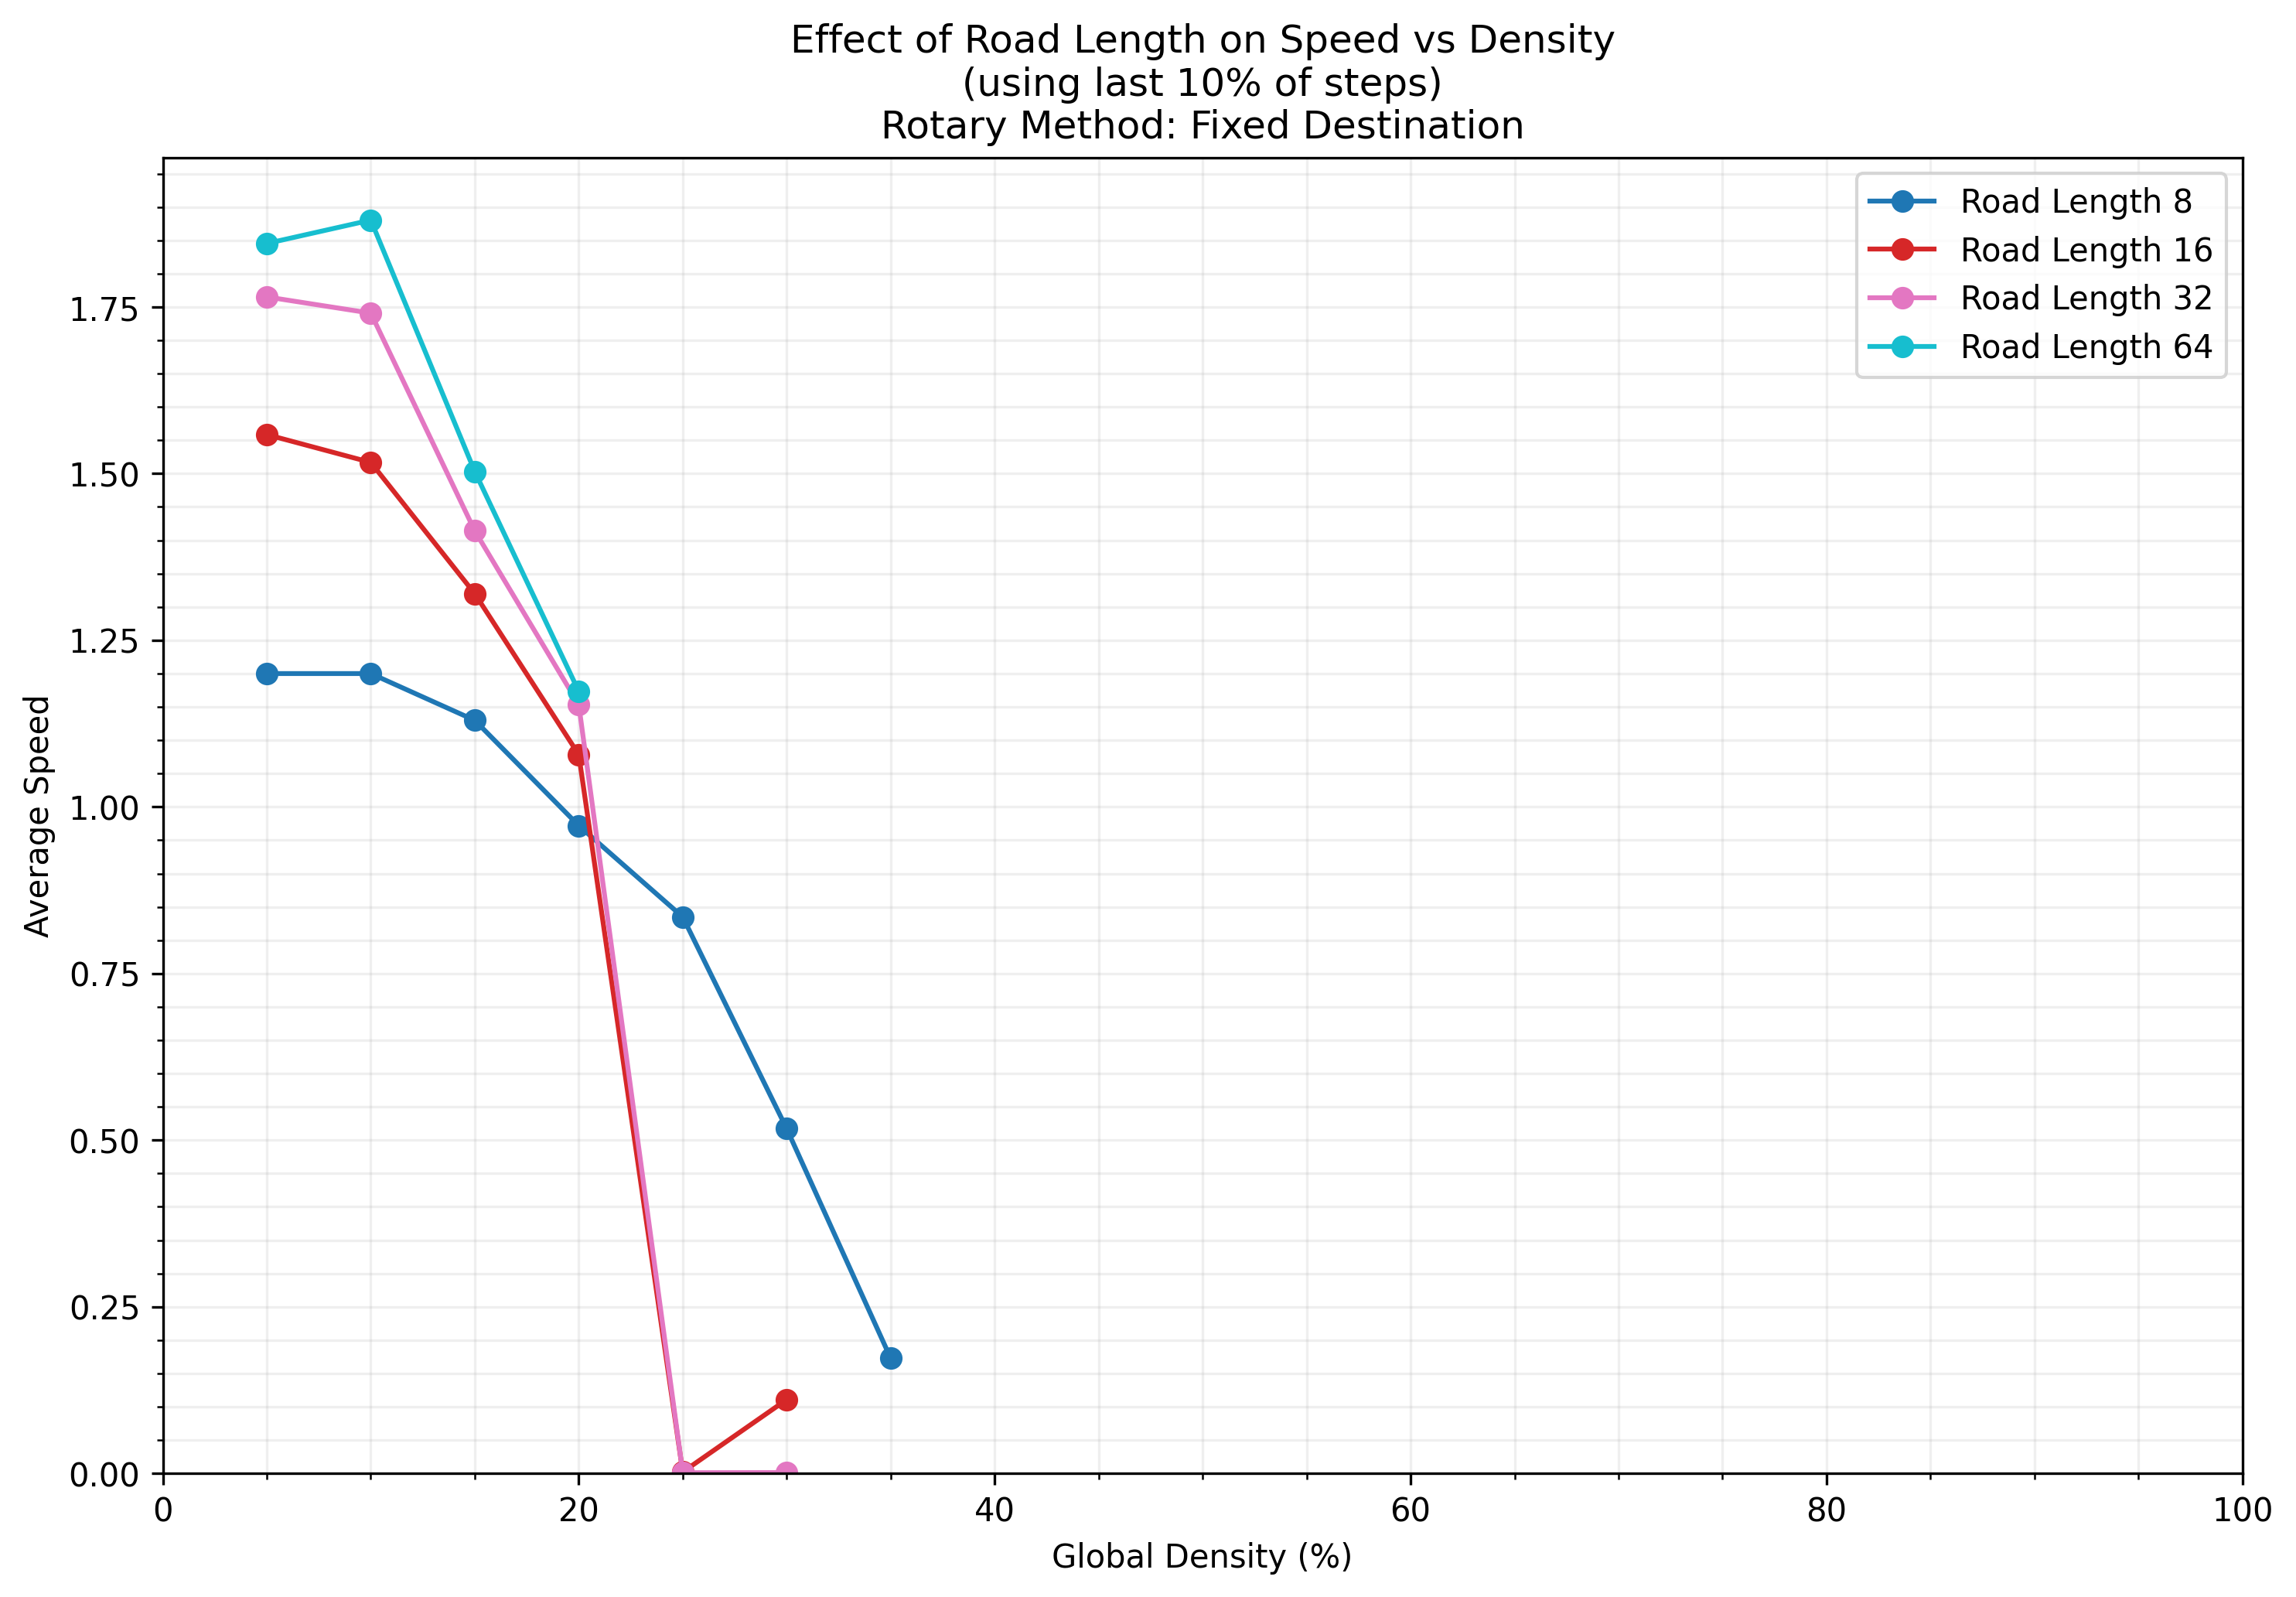 Effect of Road Length on Speed vs Density
(using last 10% of steps)
Rotary Method: Fixed Destination
Road Length 8
Road Length 16
Road Length 32
Road Length 64
Average Speed
1.75
1.50
1.25
1.00
0.75
0.50
0.25
0.00
0 20 40 60 80 100
Global Density (%)